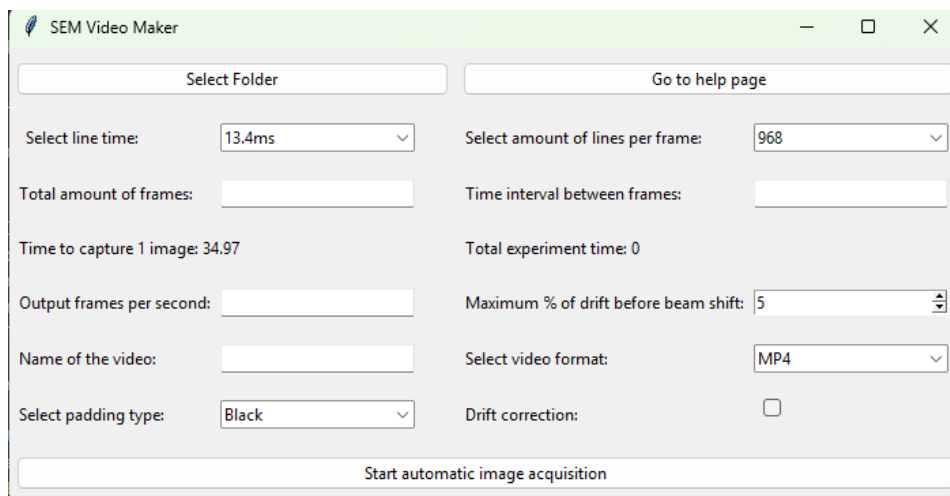 SEM Video Maker
Select Folder Go to help page
Select line time: 13.4ms Select amount of lines per frame: 968
Total amount of frames: Time interval between frames:
Time to capture 1 image: 34.97 Total experiment time: 0
Output frames per second: Maximum % of drift before beam shift: 5
Name of the video: Select video format: MP4
Select padding type: Black Drift correction:
Start automatic image acquisition